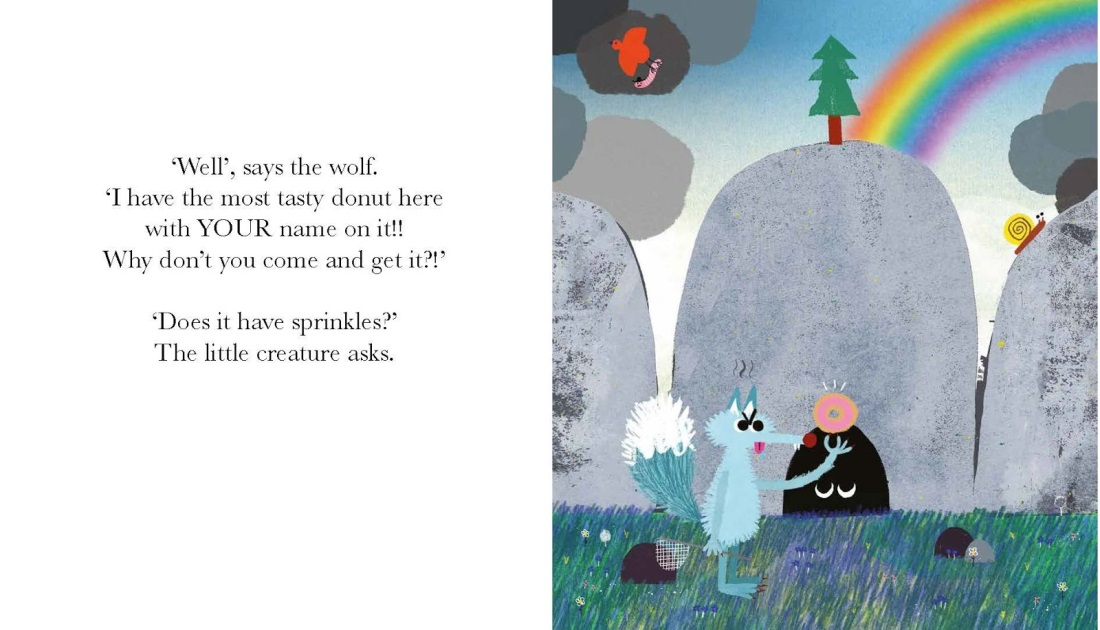 ‘Well’, says the wolf.
‘I have the most tasty donut here
with YOUR name on it!!
Why don’t you come and get it?!’
‘Does it have sprinkles?’
The little creature asks.